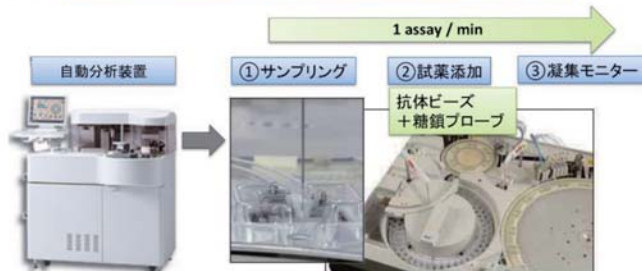 1 assay / min
自動分析装置
①サンプリング
②試薬添加
③凝集モニター
抗体ビーズ
＋糖鎖プローブ